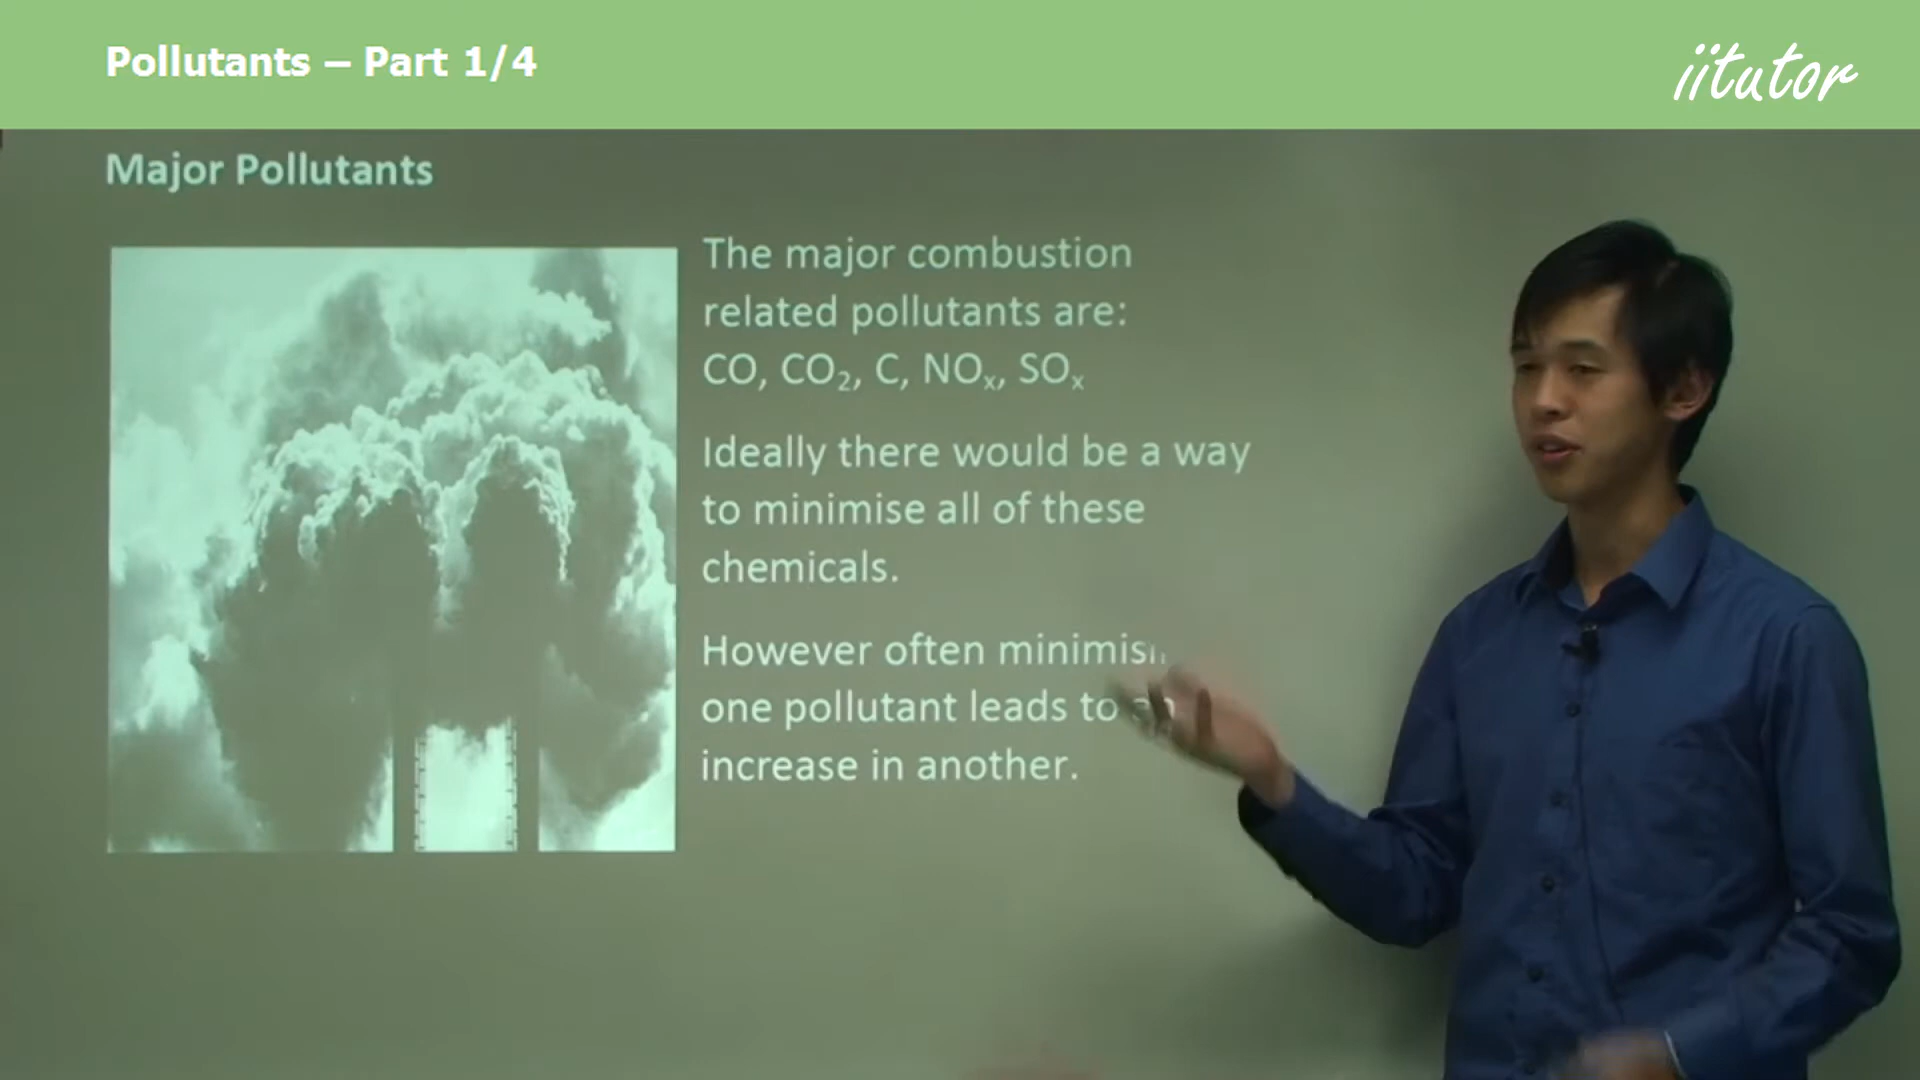 Pollutants – Part 1/4
iitutor
Major Pollutants
The major combustion
related pollutants are:
CO, CO₂, C, NOₓ, SOₓ
Ideally there would be a way
to minimise all of these
chemicals.
However often
one pollutant leads to
increase in another.